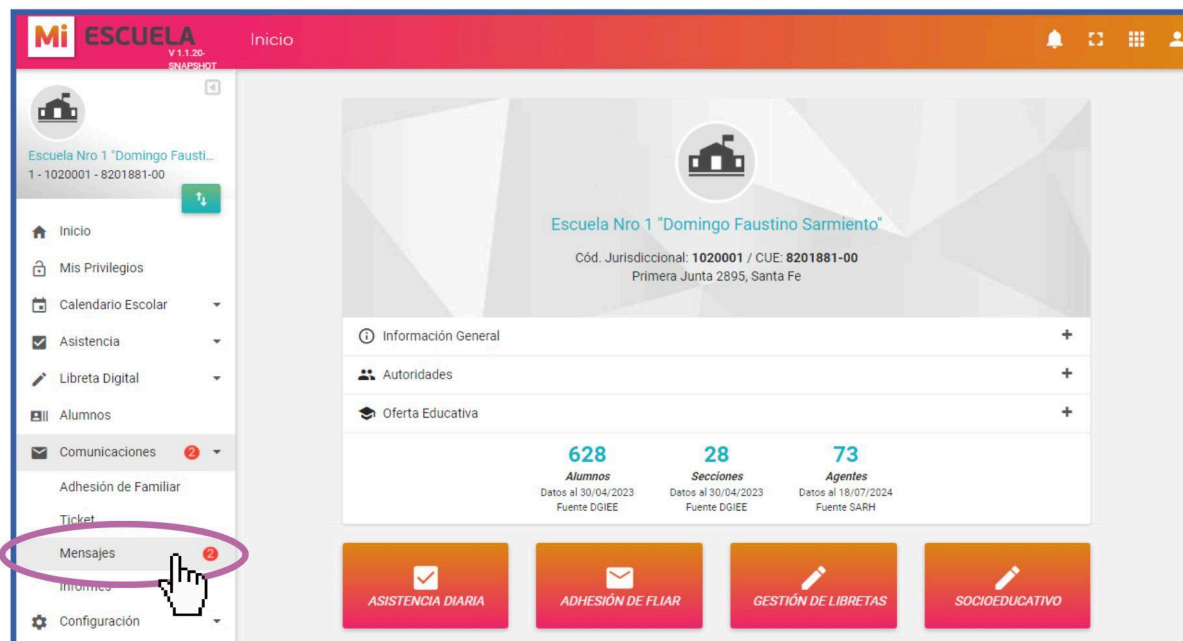 Mi ESCUELA
V 1.1.20-
SNAPSHOT
Inicio
Escuela Nro 1 "Domingo Fausti...
1 - 1020001 - 8201881-00
Inicio
Mis Privilegios
Calendario Escolar
Asistencia
Libreta Digital
Alumnos
Comunicaciones 2
Adhesión de Familiar
Ticket
Mensajes 2
Informes
Configuración
Escuela Nro 1 "Domingo Faustino Sarmiento"
Cód. Jurisdiccional: 1020001 / CUE: 8201881-00
Primera Junta 2895, Santa Fe
Información General
Autoridades
Oferta Educativa
628 28 73
Alumnos Secciones Agentes
Datos al 30/04/2023 Datos al 30/04/2023 Datos al 18/07/2024
Fuente DGIEE Fuente DGIEE Fuente SARH
ASISTENCIA DIARIA ADHESIÓN DE FLIAR GESTIÓN DE LIBRETAS SOCIOEDUCATIVO